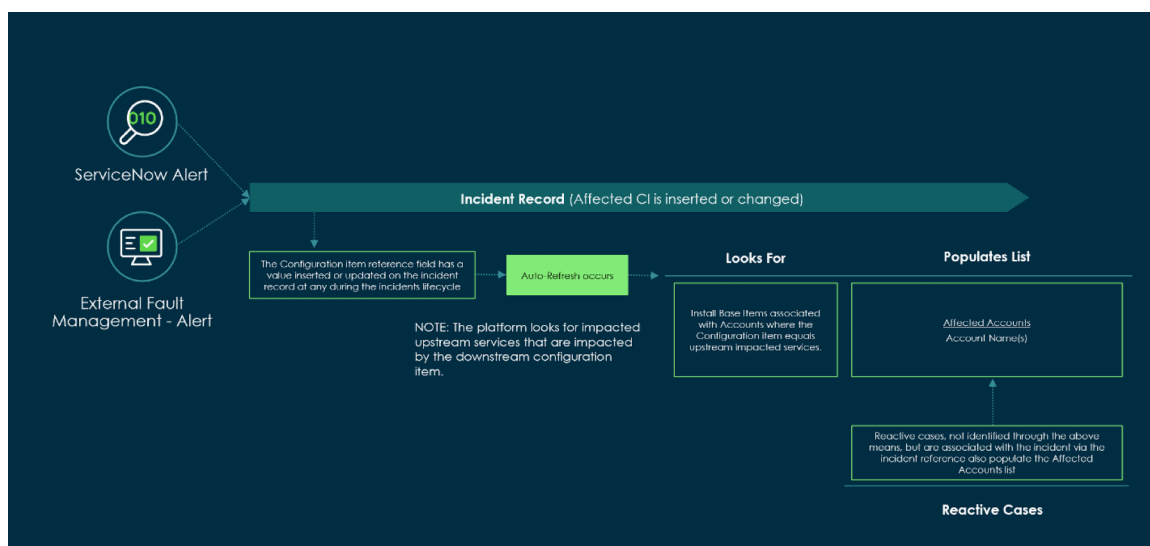 010
ServiceNow Alert
External Fault
Management - Alert
Incident Record (Affected CI is inserted or changed)
The Configuration item reference field has a
value inserted or updated on the incident
record at any during the incidents lifecycle
Auto-Refresh occurs
NOTE: The platform looks for impacted
upstream services that are impacted
by the downstream configuration
item.
Looks For
Install Base Items associated
with Accounts where the
Configuration item equals
upstream impacted services.
Populates List
Affected Accounts
Account Name(s)
Reactive cases, not identified through the above
means, but are associated with the incident via the
incident reference also populate the Affected
Accounts list
Reactive Cases